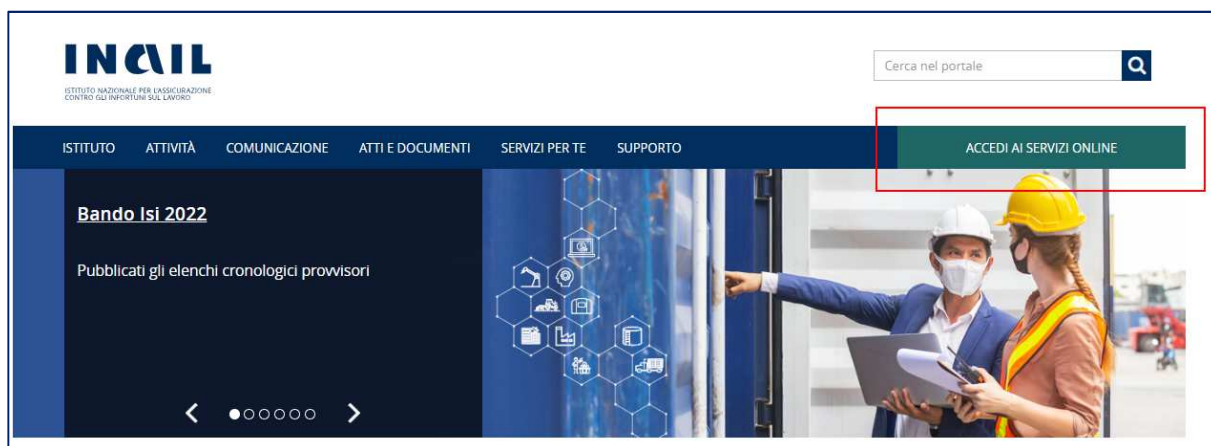 INAIL
ISTITUTO NAZIONALE PER L'ASSICURAZIONE
CONTRO GLI INFORTUNI SUL LAVORO
Cerca nel portale
ISTITUTO ATTIVITÀ COMUNICAZIONE ATTI E DOCUMENTI SERVIZI PER TE SUPPORTO ACCEDI AI SERVIZI ONLINE
Bando Isi 2022
Pubblicati gli elenchi cronologici provvisori